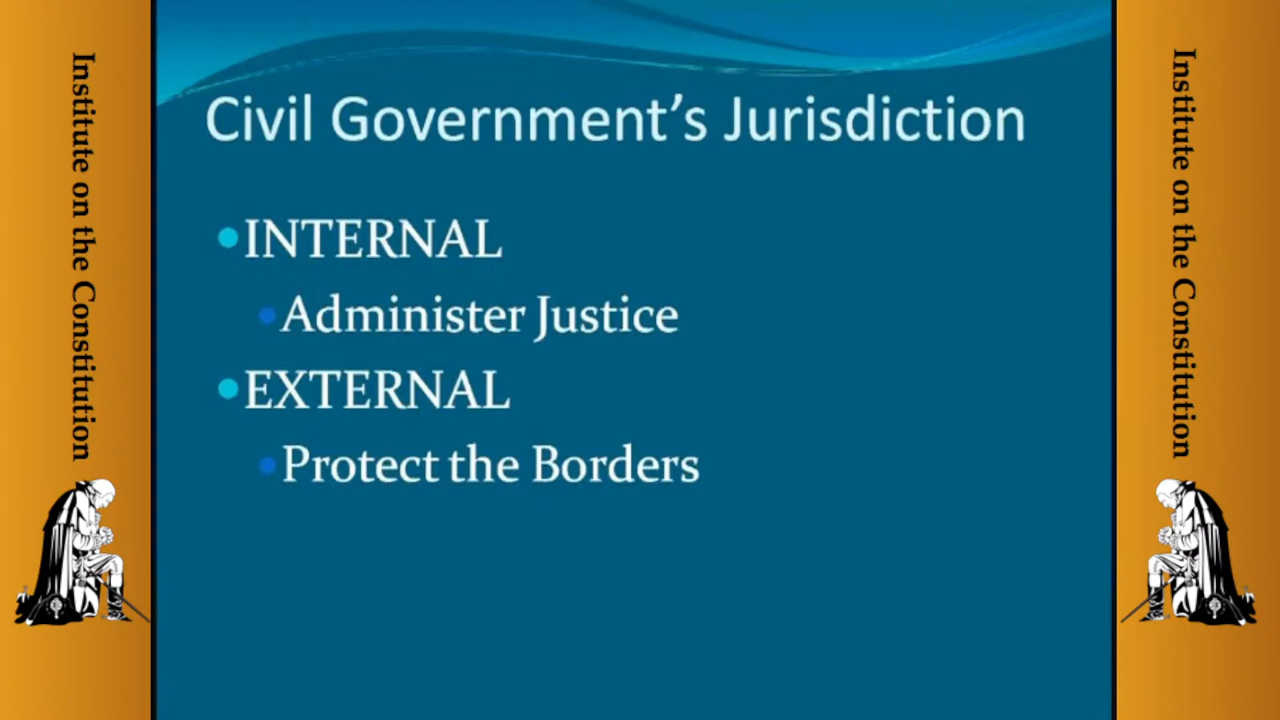 Institute on the Constitution
Civil Government’s Jurisdiction
•INTERNAL
•Administer Justice
•EXTERNAL
•Protect the Borders
Institute on the Constitution